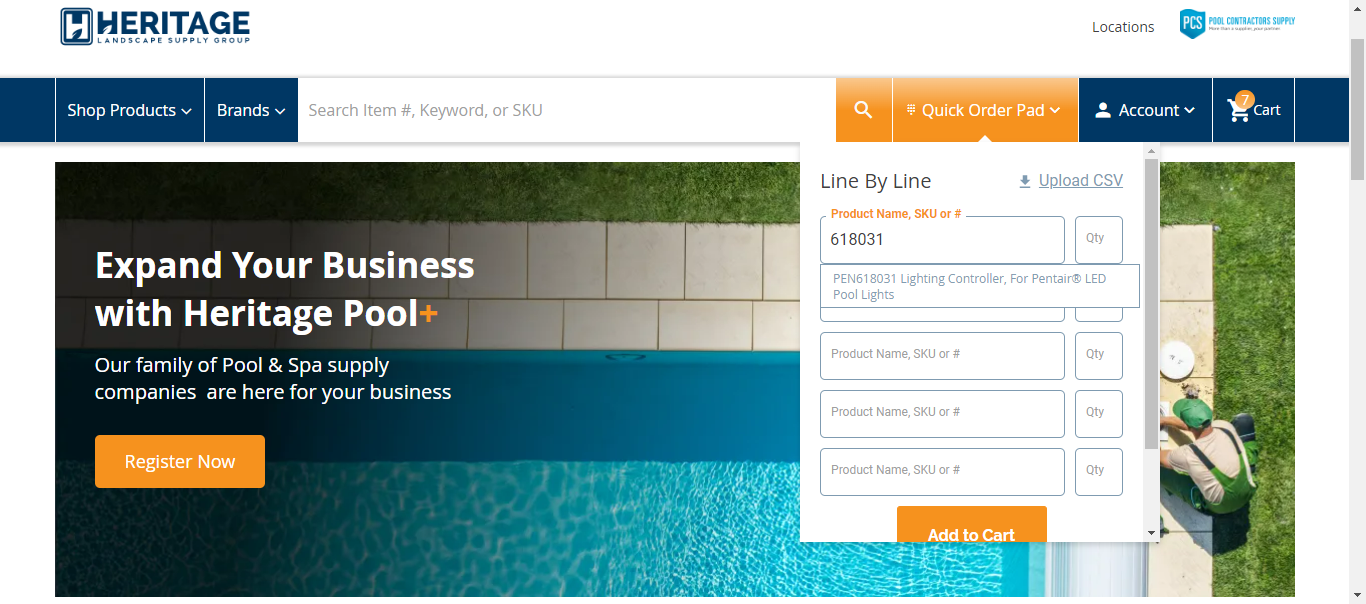 HERITAGE
LANDSCAPE SUPPLY GROUP
Locations
PCS
POOL CONTRACTORS SUPPLY
More than a supplier, your partner
Shop Products
Brands
Search Item #, Keyword, or SKU
Quick Order Pad
Account
7
Cart
Expand Your Business
with Heritage Pool+
Our family of Pool & Spa supply
companies are here for your business
Register Now
Line By Line
Upload CSV
Product Name, SKU or #
618031
Qty
PEN618031 Lighting Controller, For Pentair® LED
Pool Lights
Product Name, SKU or #
Qty
Product Name, SKU or #
Qty
Product Name, SKU or #
Qty
Add to Cart